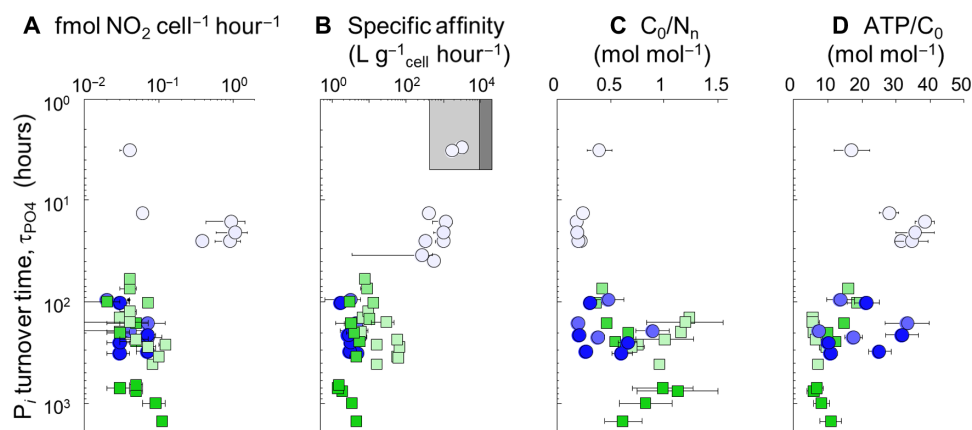 A fmol NO₂ cell⁻¹ hour⁻¹
B Specific affinity
(L g⁻¹cell hour⁻¹)
C C₀/Nₙ
(mol mol⁻¹)
D ATP/C₀
(mol mol⁻¹)
10⁻² 10⁻¹ 10⁰
10⁰ 10² 10⁴
0 0.5 1 1.5
0 10 20 30 40 50
Pᵢ turnover time, τPO4 (hours)
10⁰
10¹
10²
10³